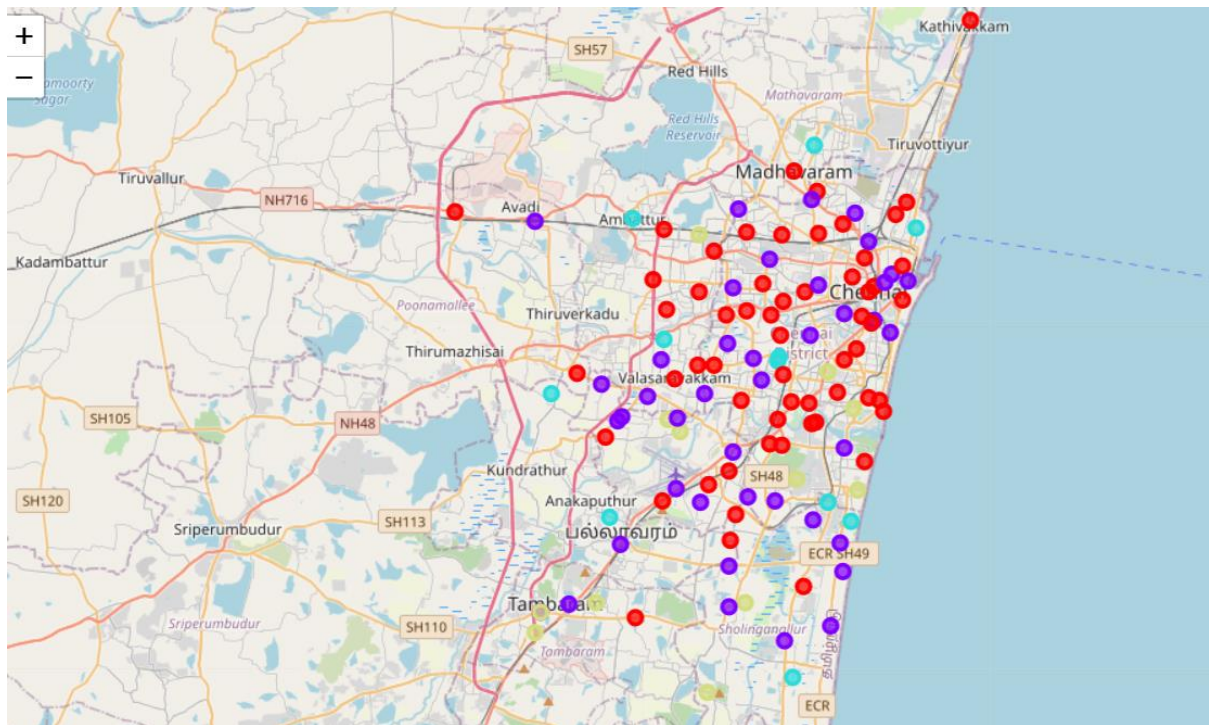 +
−
Kathivakkam
SH57
Red Hills
Mathavaram
Red Hills
Reservoir
Tiruvottiyur
Sagar
Tiruvallur
Madhavaram
NH716
Avadi
Kadambattur
Poonamallee
Chennai
Thiruverkadu
Thirumazhisai
District
Valasaravakkam
SH105
NH48
Kundrathur
SH48
SH120
Anakaputhur
SH113
Sriperumbudur
பல்லாவரம்
ECR SH49
Tambaram
SH110
Sriperumbudur
Sholinganallur
Tambaram
ECR